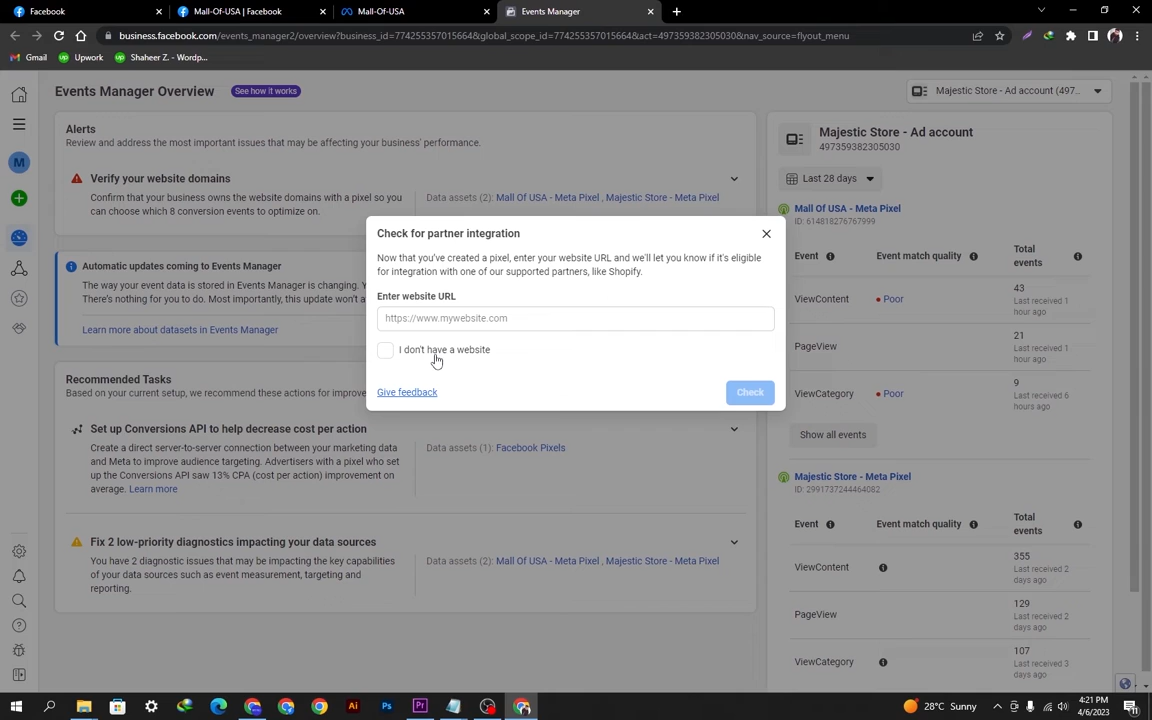 Facebook
Mall-Of-USA | Facebook
Mall-Of-USA
Events Manager
business.facebook.com/events_manager2/overview?business_id=774255357015664&global_scope_id=774255357015664&act=497359382305030&nav_source=flyout_menu
Gmail
Upwork
Shaheer Z. - Wordp...
Events Manager Overview
See how it works
Majestic Store - Ad account (497...
M
Alerts
Review and address the most important issues that may be affecting your business' performance.
Verify your website domains
Confirm that your business owns the website domains with a pixel so you
can choose which 8 conversion events to optimize on.
Data assets (2): Mall Of USA - Meta Pixel , Majestic Store - Meta Pixel
Automatic updates coming to Events Manager
The way your event data is stored in Events Manager is changing. Y
There's nothing for you to do. Most importantly, this update won't a
Learn more about datasets in Events Manager
Recommended Tasks
Based on your current setup, we recommend these actions for improve
Set up Conversions API to help decrease cost per action
Create a direct server-to-server connection between your marketing data
and Meta to improve audience targeting. Advertisers with a pixel who set
up the Conversions API saw 13% CPA (cost per action) improvement on
average. Learn more
Data assets (1): Facebook Pixels
Fix 2 low-priority diagnostics impacting your data sources
You have 2 diagnostic issues that may be impacting the key capabilities
of your data sources such as event measurement, targeting and
reporting.
Data assets (2): Mall Of USA - Meta Pixel , Majestic Store - Meta Pixel
Check for partner integration
Now that you've created a pixel, enter your website URL and we'll let you know if it's eligible
for integration with one of our supported partners, like Shopify.
Enter website URL
https://www.mywebsite.com
I don't have a website
Give feedback
Check
Majestic Store - Ad account
497359382305030
Last 28 days
Mall Of USA - Meta Pixel
ID: 614818276767999
Event
Event match quality
Total
events
ViewContent
Poor
43
Last received 1
hour ago
PageView
21
Last received 1
hour ago
ViewCategory
Poor
9
Last received 6
hours ago
Show all events
Majestic Store - Meta Pixel
ID: 2991737244464082
Event
Event match quality
Total
events
ViewContent
355
Last received 2
days ago
PageView
129
Last received 2
days ago
ViewCategory
107
Last received 3
days ago
Ai
Ps
Pr
28°C Sunny
4:21 PM
4/6/2023
11